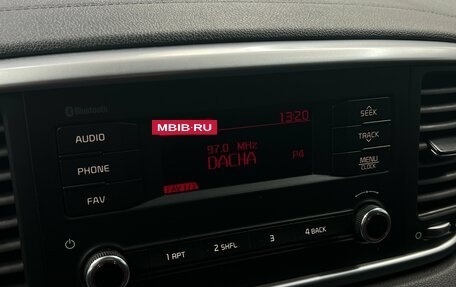 Bluetooth
13:20
SEEK
MBIB·RU
AUDIO
97.0 MHz
TRACK
DACHA P4
PHONE
MENU
CLOCK
FAV 1/3
FAV
1 RPT 2 SHFL 3 4 BACK